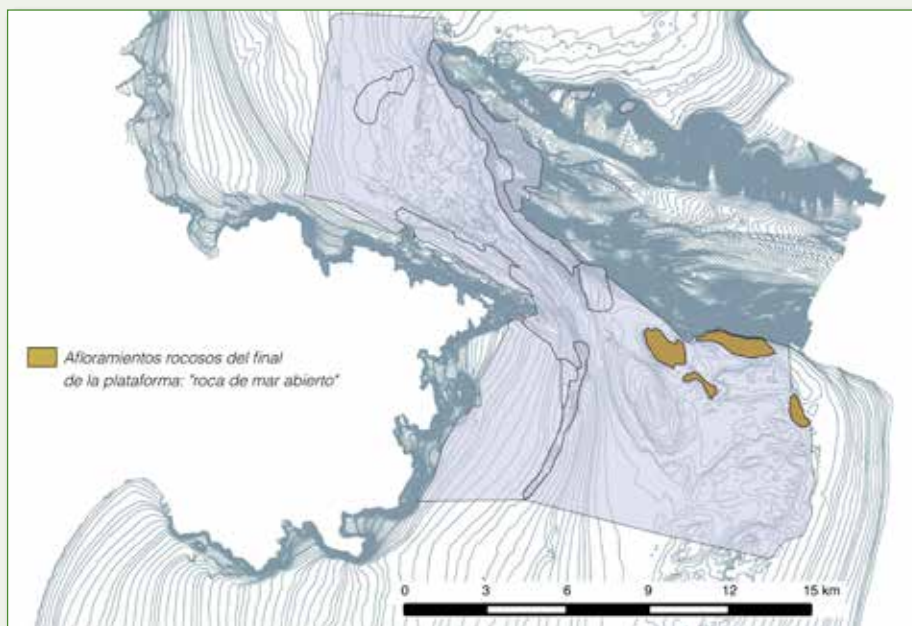 Afloramientos rocosos del final
de la plataforma: "roca de mar abierto"
0 3 6 9 12 15 km